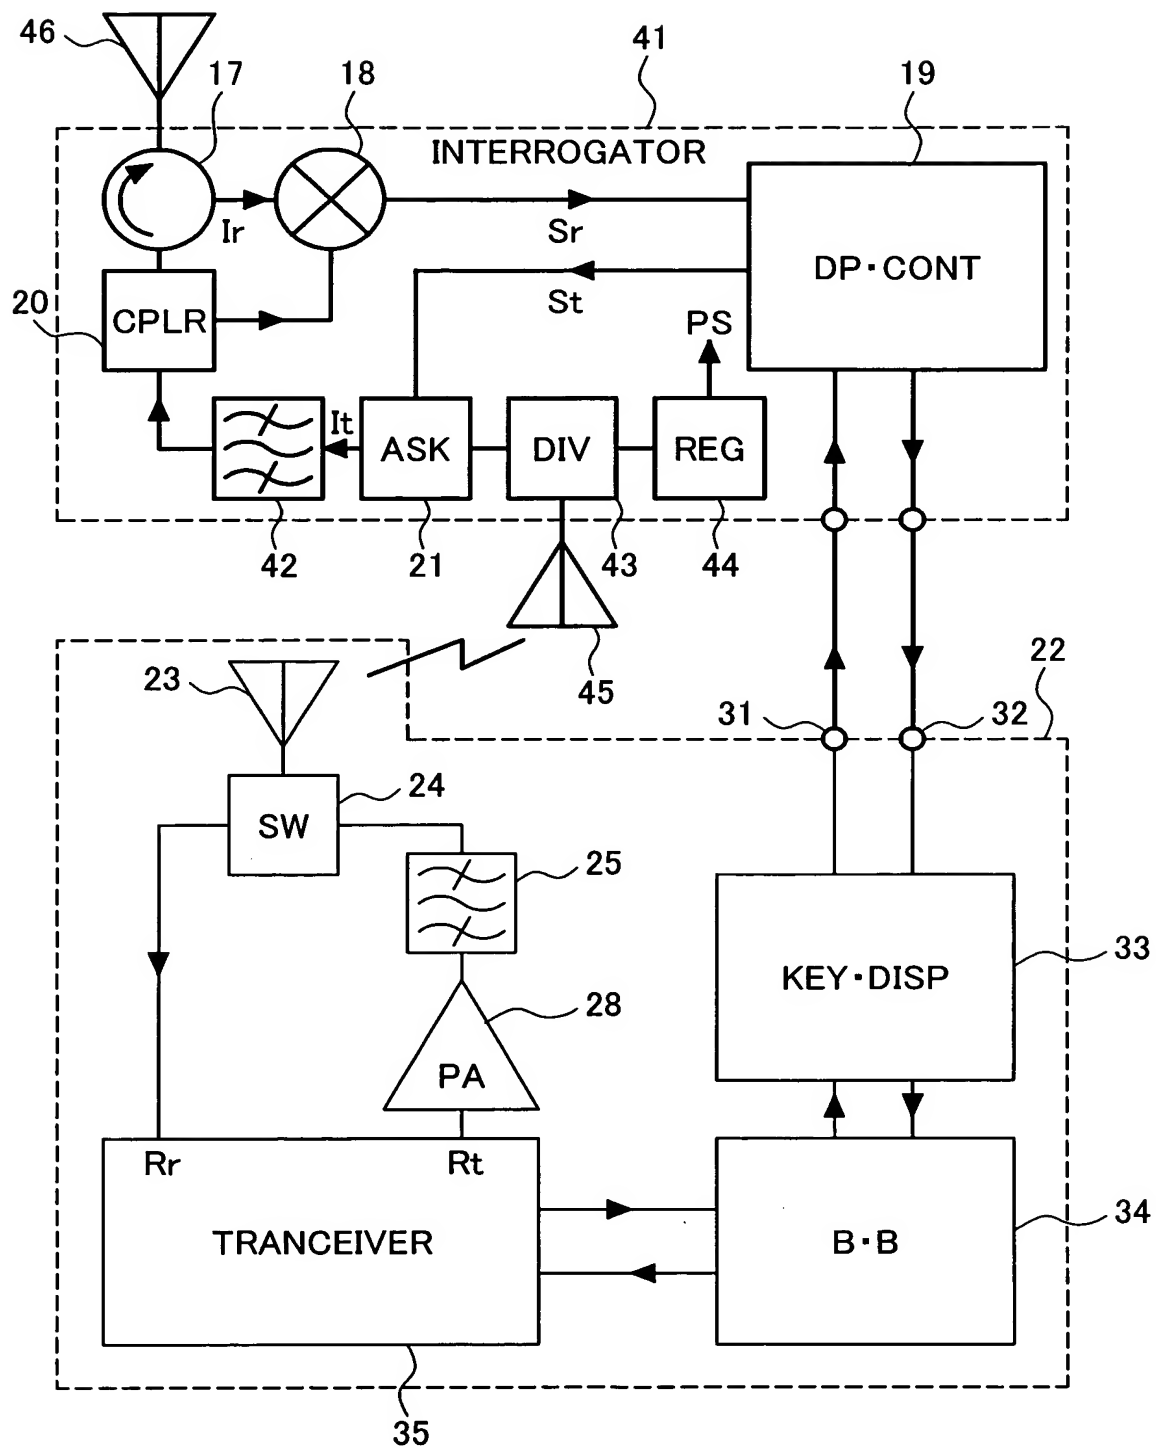 46
17
18
41
19
INTERROGATOR
Ir
Sr
DP・CONT
St
20
CPLR
PS
It
ASK
DIV
REG
42
21
43
44
45
22
23
31
32
24
SW
25
33
KEY・DISP
28
PA
Rr
Rt
34
TRANCEIVER
B・B
35